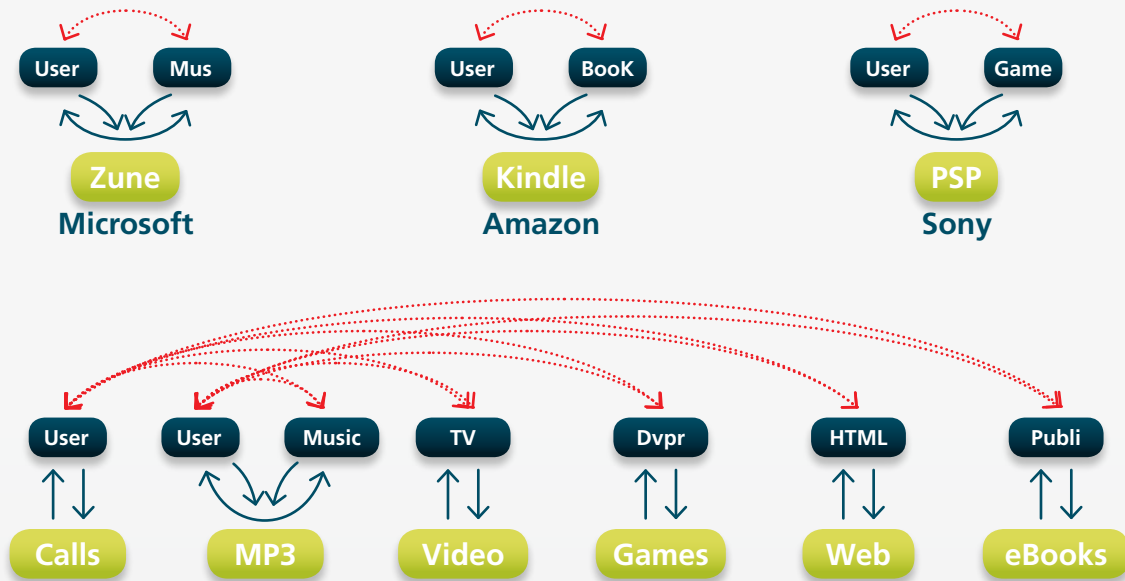 User Mus User BooK User Game
Zune Kindle PSP
Microsoft Amazon Sony
User User Music TV Dvpr HTML Publi
Calls MP3 Video Games Web eBooks